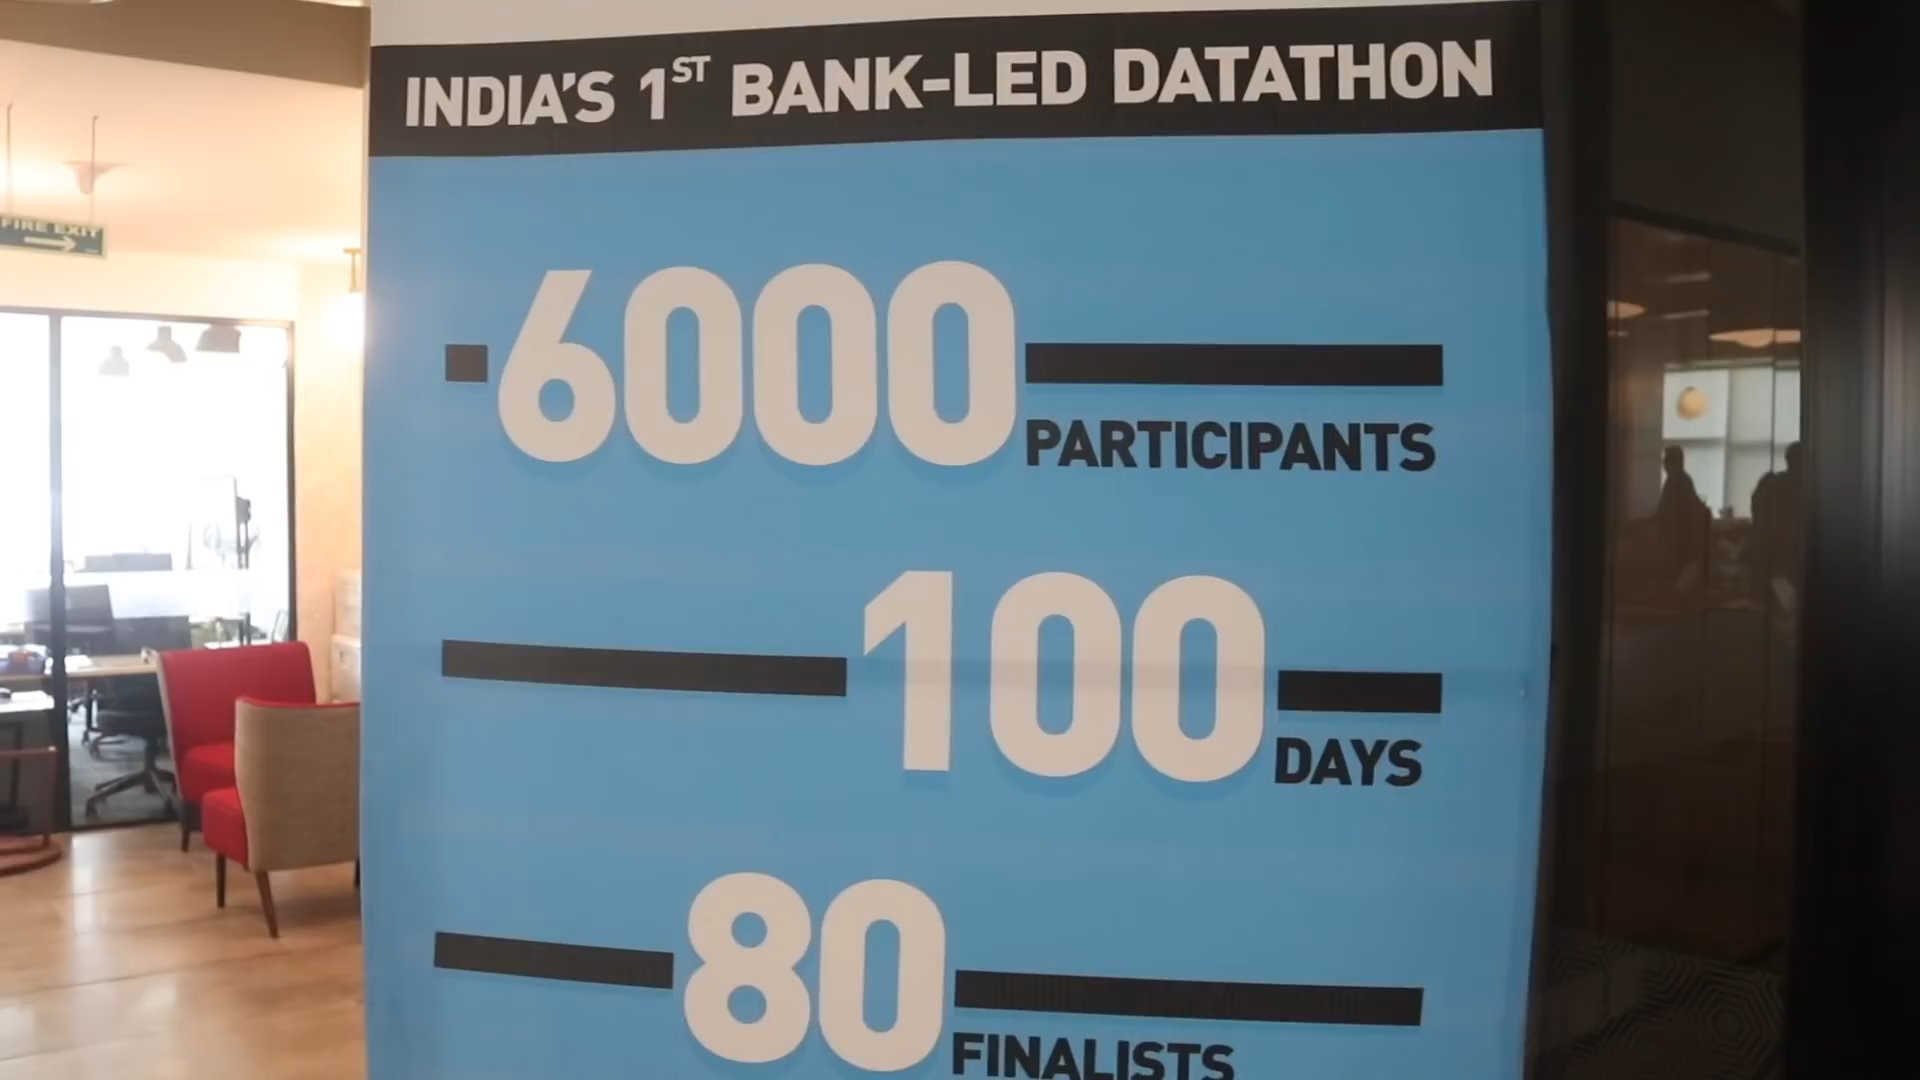 INDIA'S 1ST BANK-LED DATATHON
FIRE EXIT
6000
PARTICIPANTS
100
DAYS
80
FINALISTS